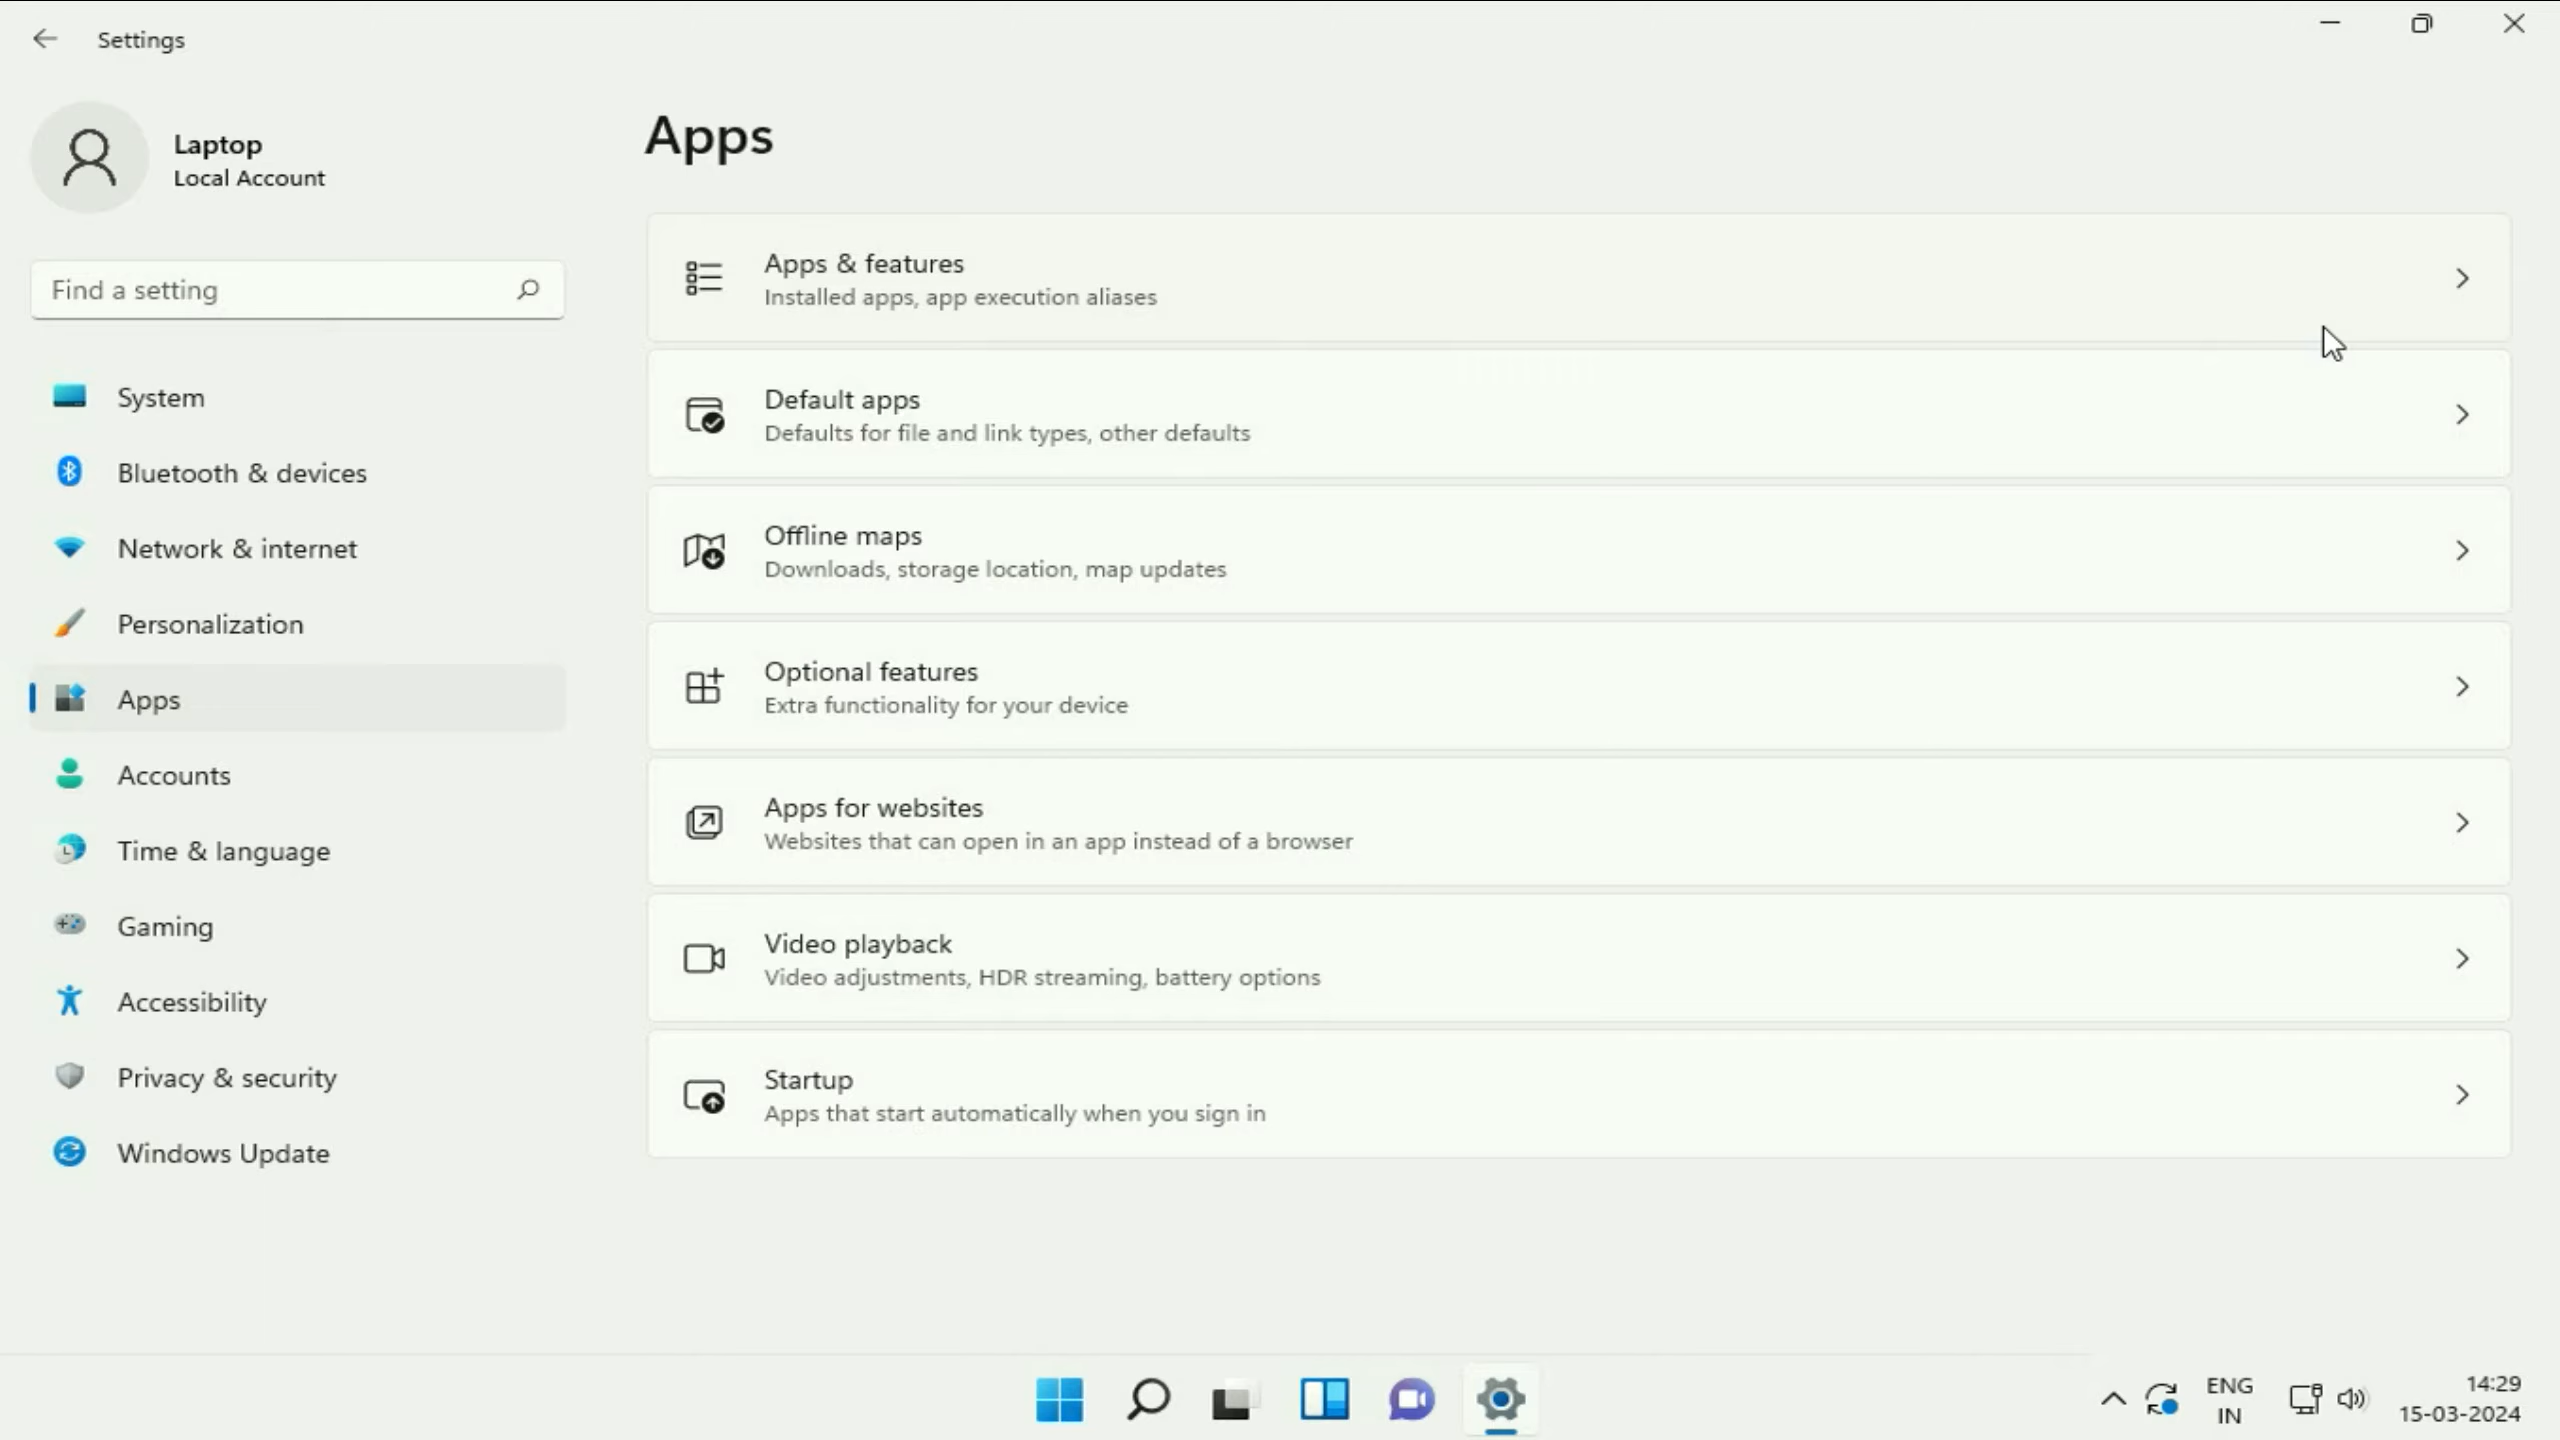 Settings
Laptop
Local Account
Find a setting
System
Bluetooth & devices
Network & internet
Personalization
Apps
Accounts
Time & language
Gaming
Accessibility
Privacy & security
Windows Update
Apps
Apps & features
Installed apps, app execution aliases
Default apps
Defaults for file and link types, other defaults
Offline maps
Downloads, storage location, map updates
Optional features
Extra functionality for your device
Apps for websites
Websites that can open in an app instead of a browser
Video playback
Video adjustments, HDR streaming, battery options
Startup
Apps that start automatically when you sign in
ENG
IN
14:29
15-03-2024